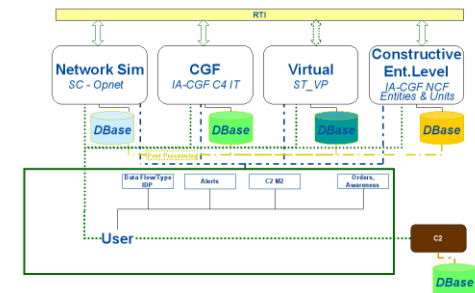 RTI
Network Sim
SC - Opnet
CGF
IA-CGF C4 IT
Virtual
ST_VP
Constructive
Ent.Level
IA-CGF NCF
Entities & Units
DBase
DBase
DBase
DBase
Post Processing
Data Flow/Type
IDP
Alerts
C2 M2
Orders,
Awareness
User
C2
DBase